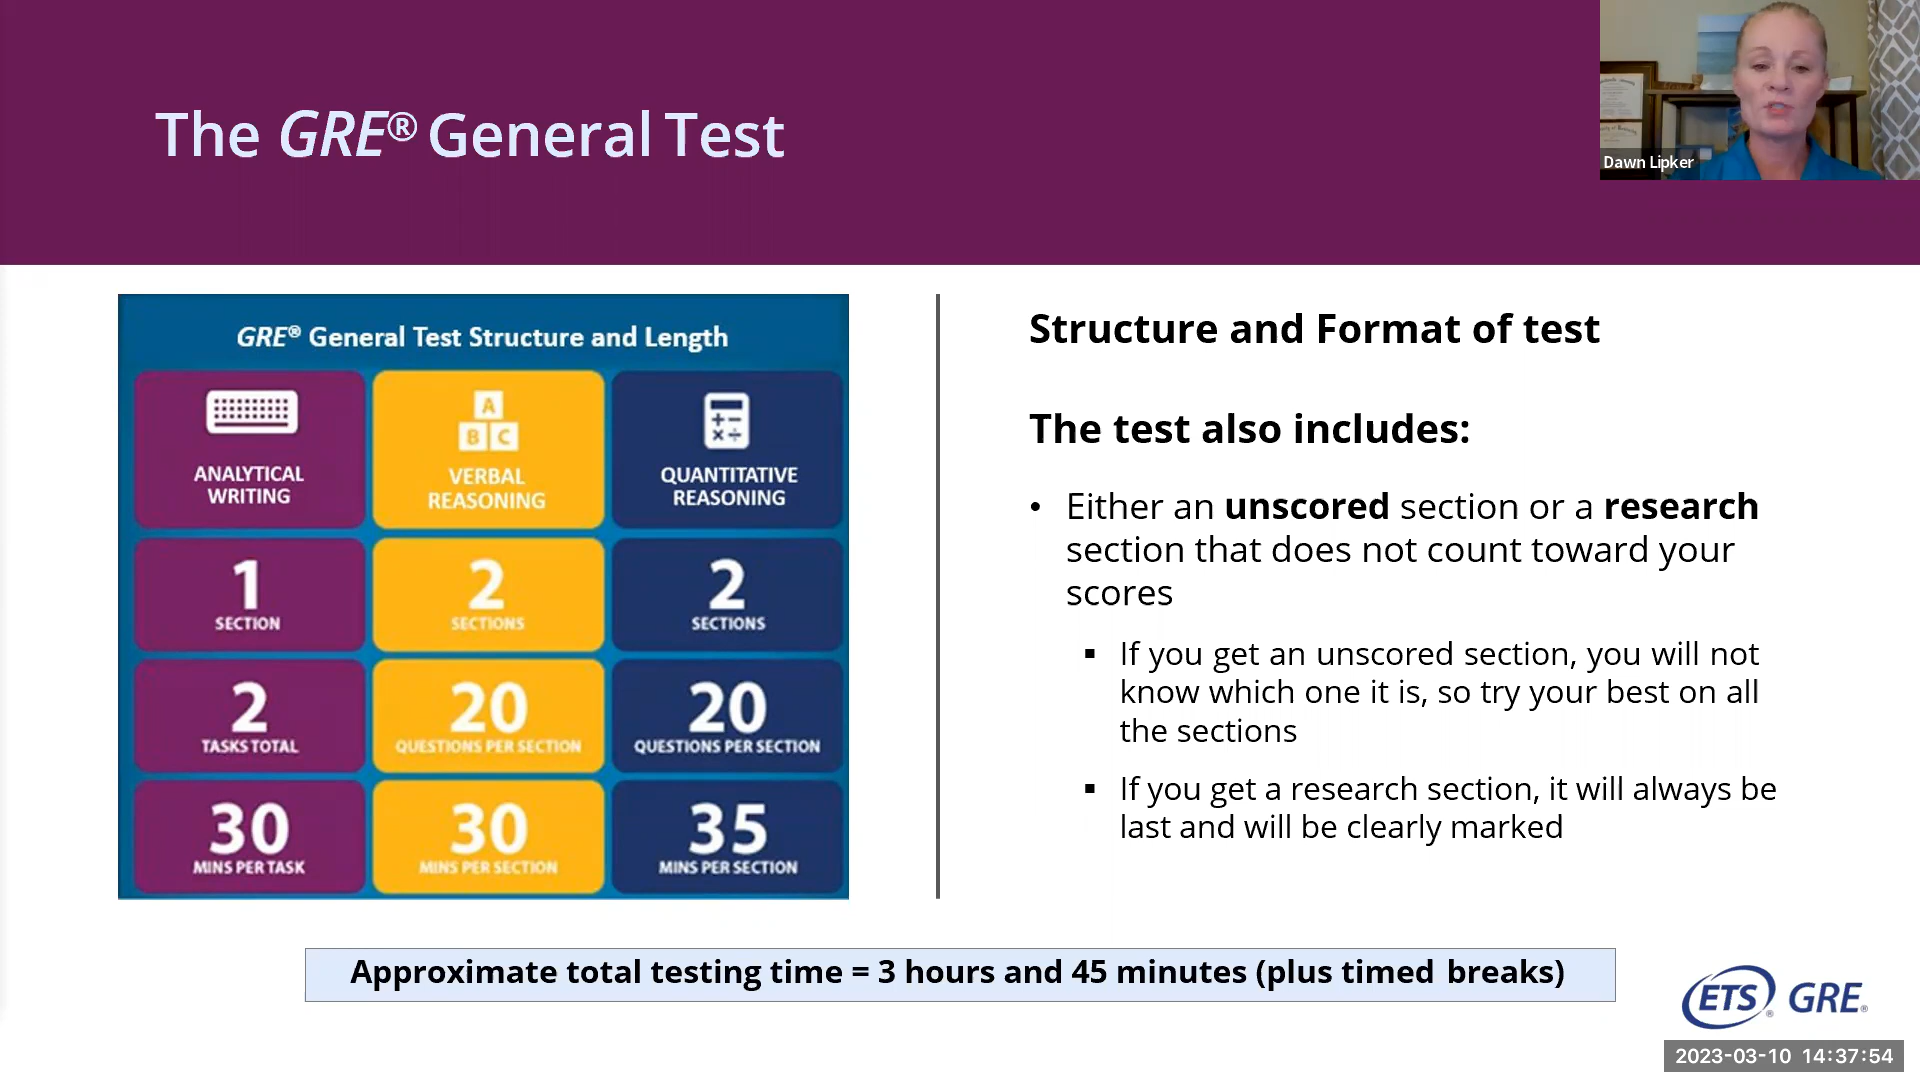 The GRE® General Test
Dawn Lipker
GRE® General Test Structure and Length
ANALYTICAL
WRITING
A
B C
VERBAL
REASONING
QUANTITATIVE
REASONING
1
SECTION
2
SECTIONS
2
SECTIONS
2
TASKS TOTAL
20
QUESTIONS PER SECTION
20
QUESTIONS PER SECTION
30
MINS PER TASK
30
MINS PER SECTION
35
MINS PER SECTION
Structure and Format of test
The test also includes:
• Either an unscored section or a research
section that does not count toward your
scores
▪ If you get an unscored section, you will not
know which one it is, so try your best on all
the sections
▪ If you get a research section, it will always be
last and will be clearly marked
Approximate total testing time = 3 hours and 45 minutes (plus timed breaks)
ETS® GRE®
2023-03-10 14:37:54